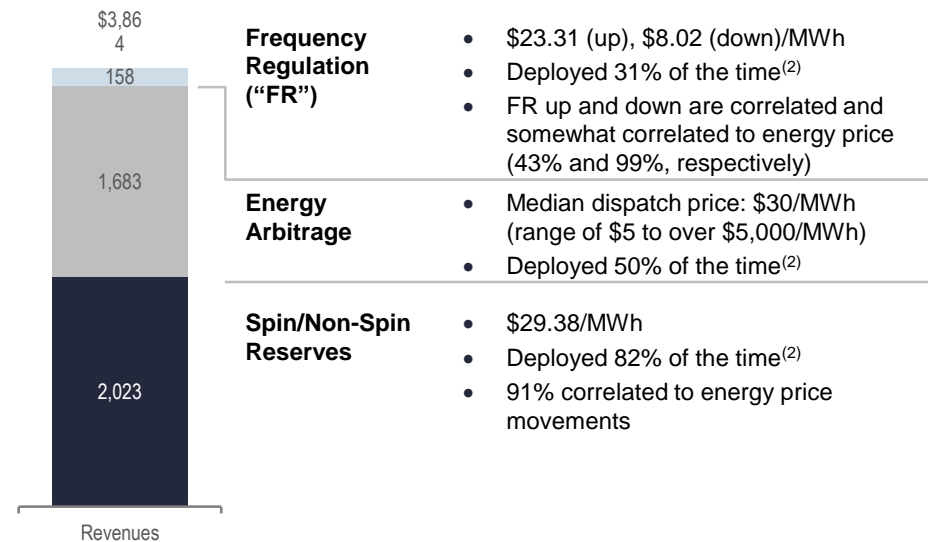 $3,86
4
158
1,683
2,023
Revenues
Frequency
Regulation
(“FR”)
• $23.31 (up), $8.02 (down)/MWh
• Deployed 31% of the time(2)
• FR up and down are correlated and
somewhat correlated to energy price
(43% and 99%, respectively)
Energy
Arbitrage
• Median dispatch price: $30/MWh
(range of $5 to over $5,000/MWh)
• Deployed 50% of the time(2)
Spin/Non-Spin
Reserves
• $29.38/MWh
• Deployed 82% of the time(2)
• 91% correlated to energy price
movements